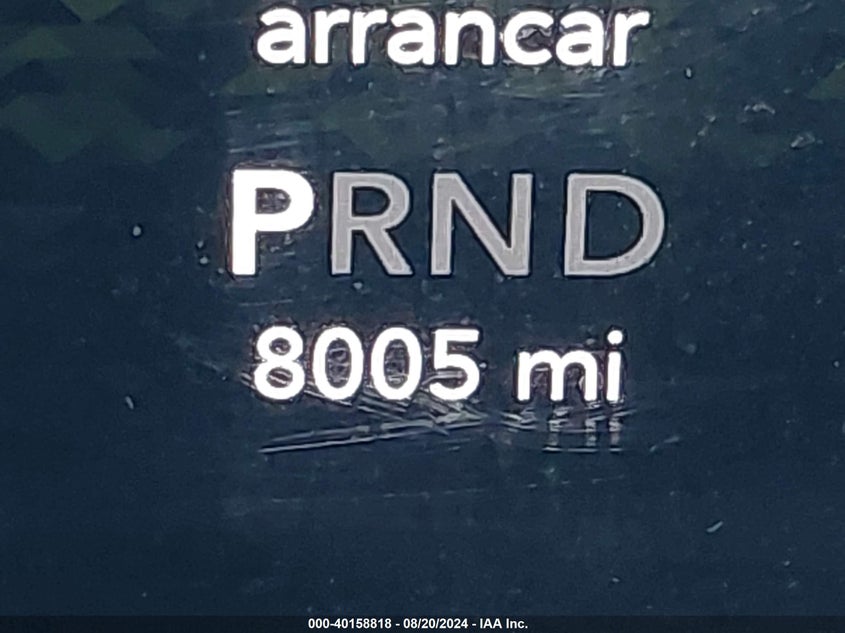 arrancar
PRND
8005 mi
000-40158818 - 08/20/2024 - IAA Inc.